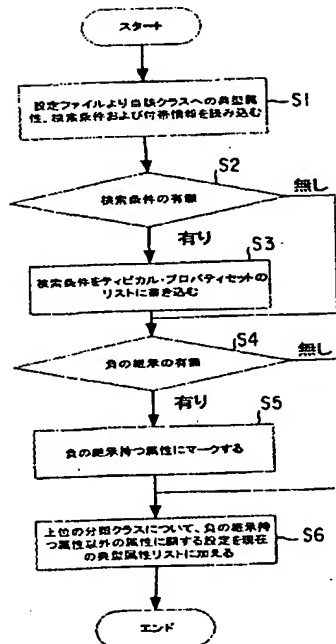 スタート
設定ファイルより当該クラスへの典型属
性、検索条件および付帯情報を読み込む
S1
S2
検索条件の有無
無し
有り
S3
検索条件をティピカル・プロパティセットの
リストに書き込む
S4
負の継承の有無
無し
有り
S5
負の継承持つ属性にマークする
上位の分類クラスについて、負の継承持
つ属性以外の属性に関する設定を現在
の典型属性リストに加える
S6
エンド